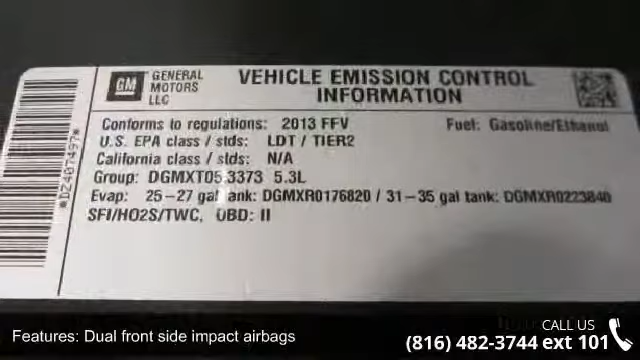 GM
GENERAL MOTORS LLC
VEHICLE EMISSION CONTROL
INFORMATION
Conforms to regulations: 2013 FFV Fuel: Gasoline/Ethanol
U.S. EPA class / stds: LDT / TIER2
California class / stds: N/A
Group: DGMXT05.3373 5.3L
Evap: 25-27 gal tank: DGMXR0176820 / 31-35 gal tank: DGMXR0223840
SFI/HO2S/TWC, OBD: II
*DZ407497*
Features: Dual front side impact airbags
CALL US
(816) 482-3744 ext 101